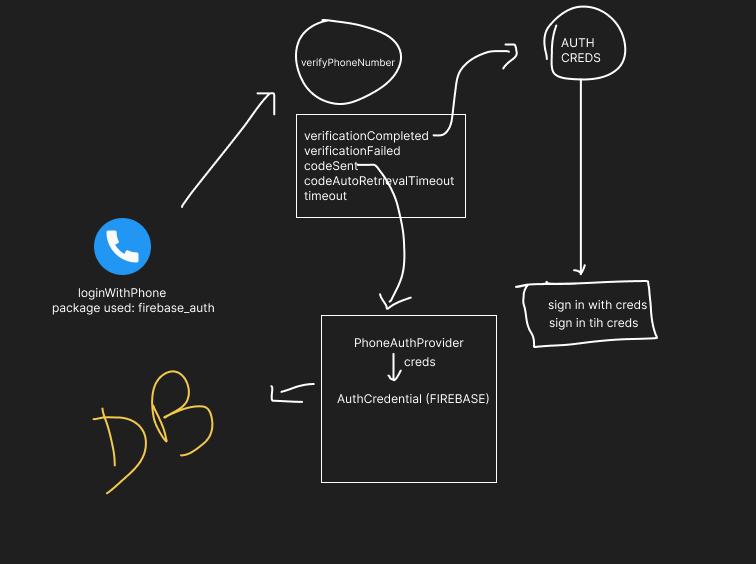 verifyPhoneNumber
AUTH
CREDS
verificationCompleted
verificationFailed
codeSent
codeAutoRetrievalTimeout
timeout
loginWithPhone
package used: firebase_auth
sign in with creds
sign in tih creds
PhoneAuthProvider
creds
AuthCredential (FIREBASE)
DB